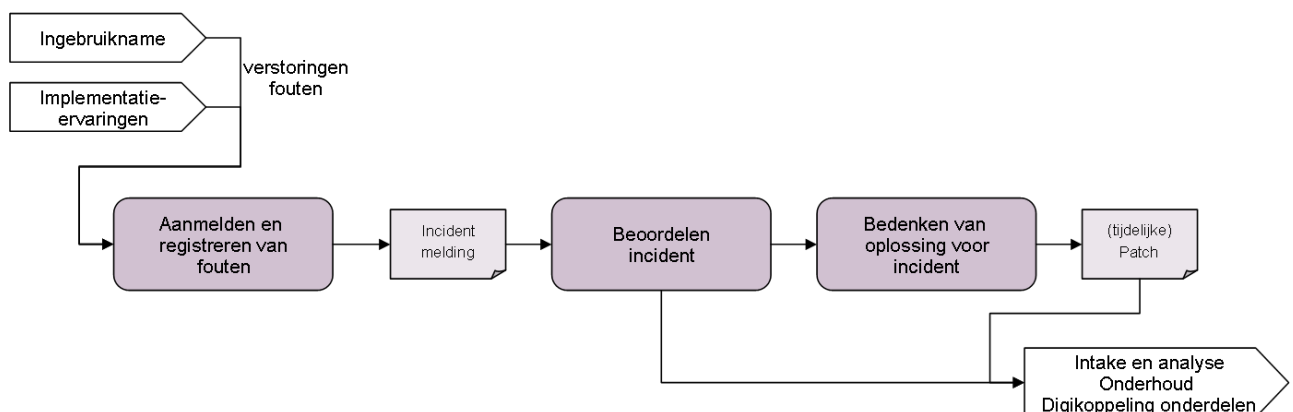 Ingebruikname
verstoringen
fouten
Implementatie-
ervaringen
Aanmelden en
registreren van
fouten
Incident
melding
Beoordelen
incident
Bedenken van
oplossing voor
incident
(tijdelijke)
Patch
Intake en analyse
Onderhoud
Digikoppeling onderdelen